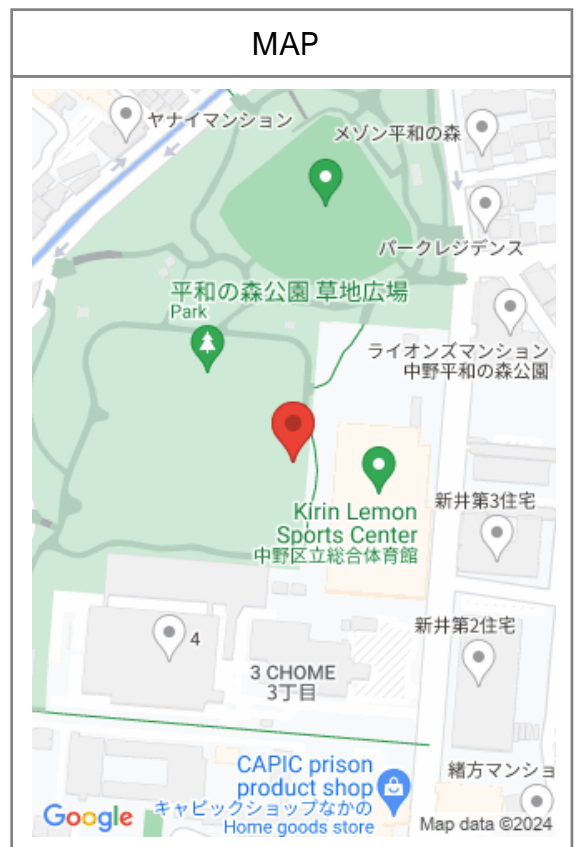 MAP
ヤナイマンション
メゾン平和の森
パークレジデンス
平和の森公園 草地広場
Park
ライオンズマンション
中野平和の森公園
Kirin Lemon
Sports Center
中野区立総合体育館
新井第3住宅
新井第2住宅
4
3 CHOME
3丁目
CAPIC prison
product shop
キャピックショップなかの
Home goods store
緒方マンショ
Google
Map data ©2024